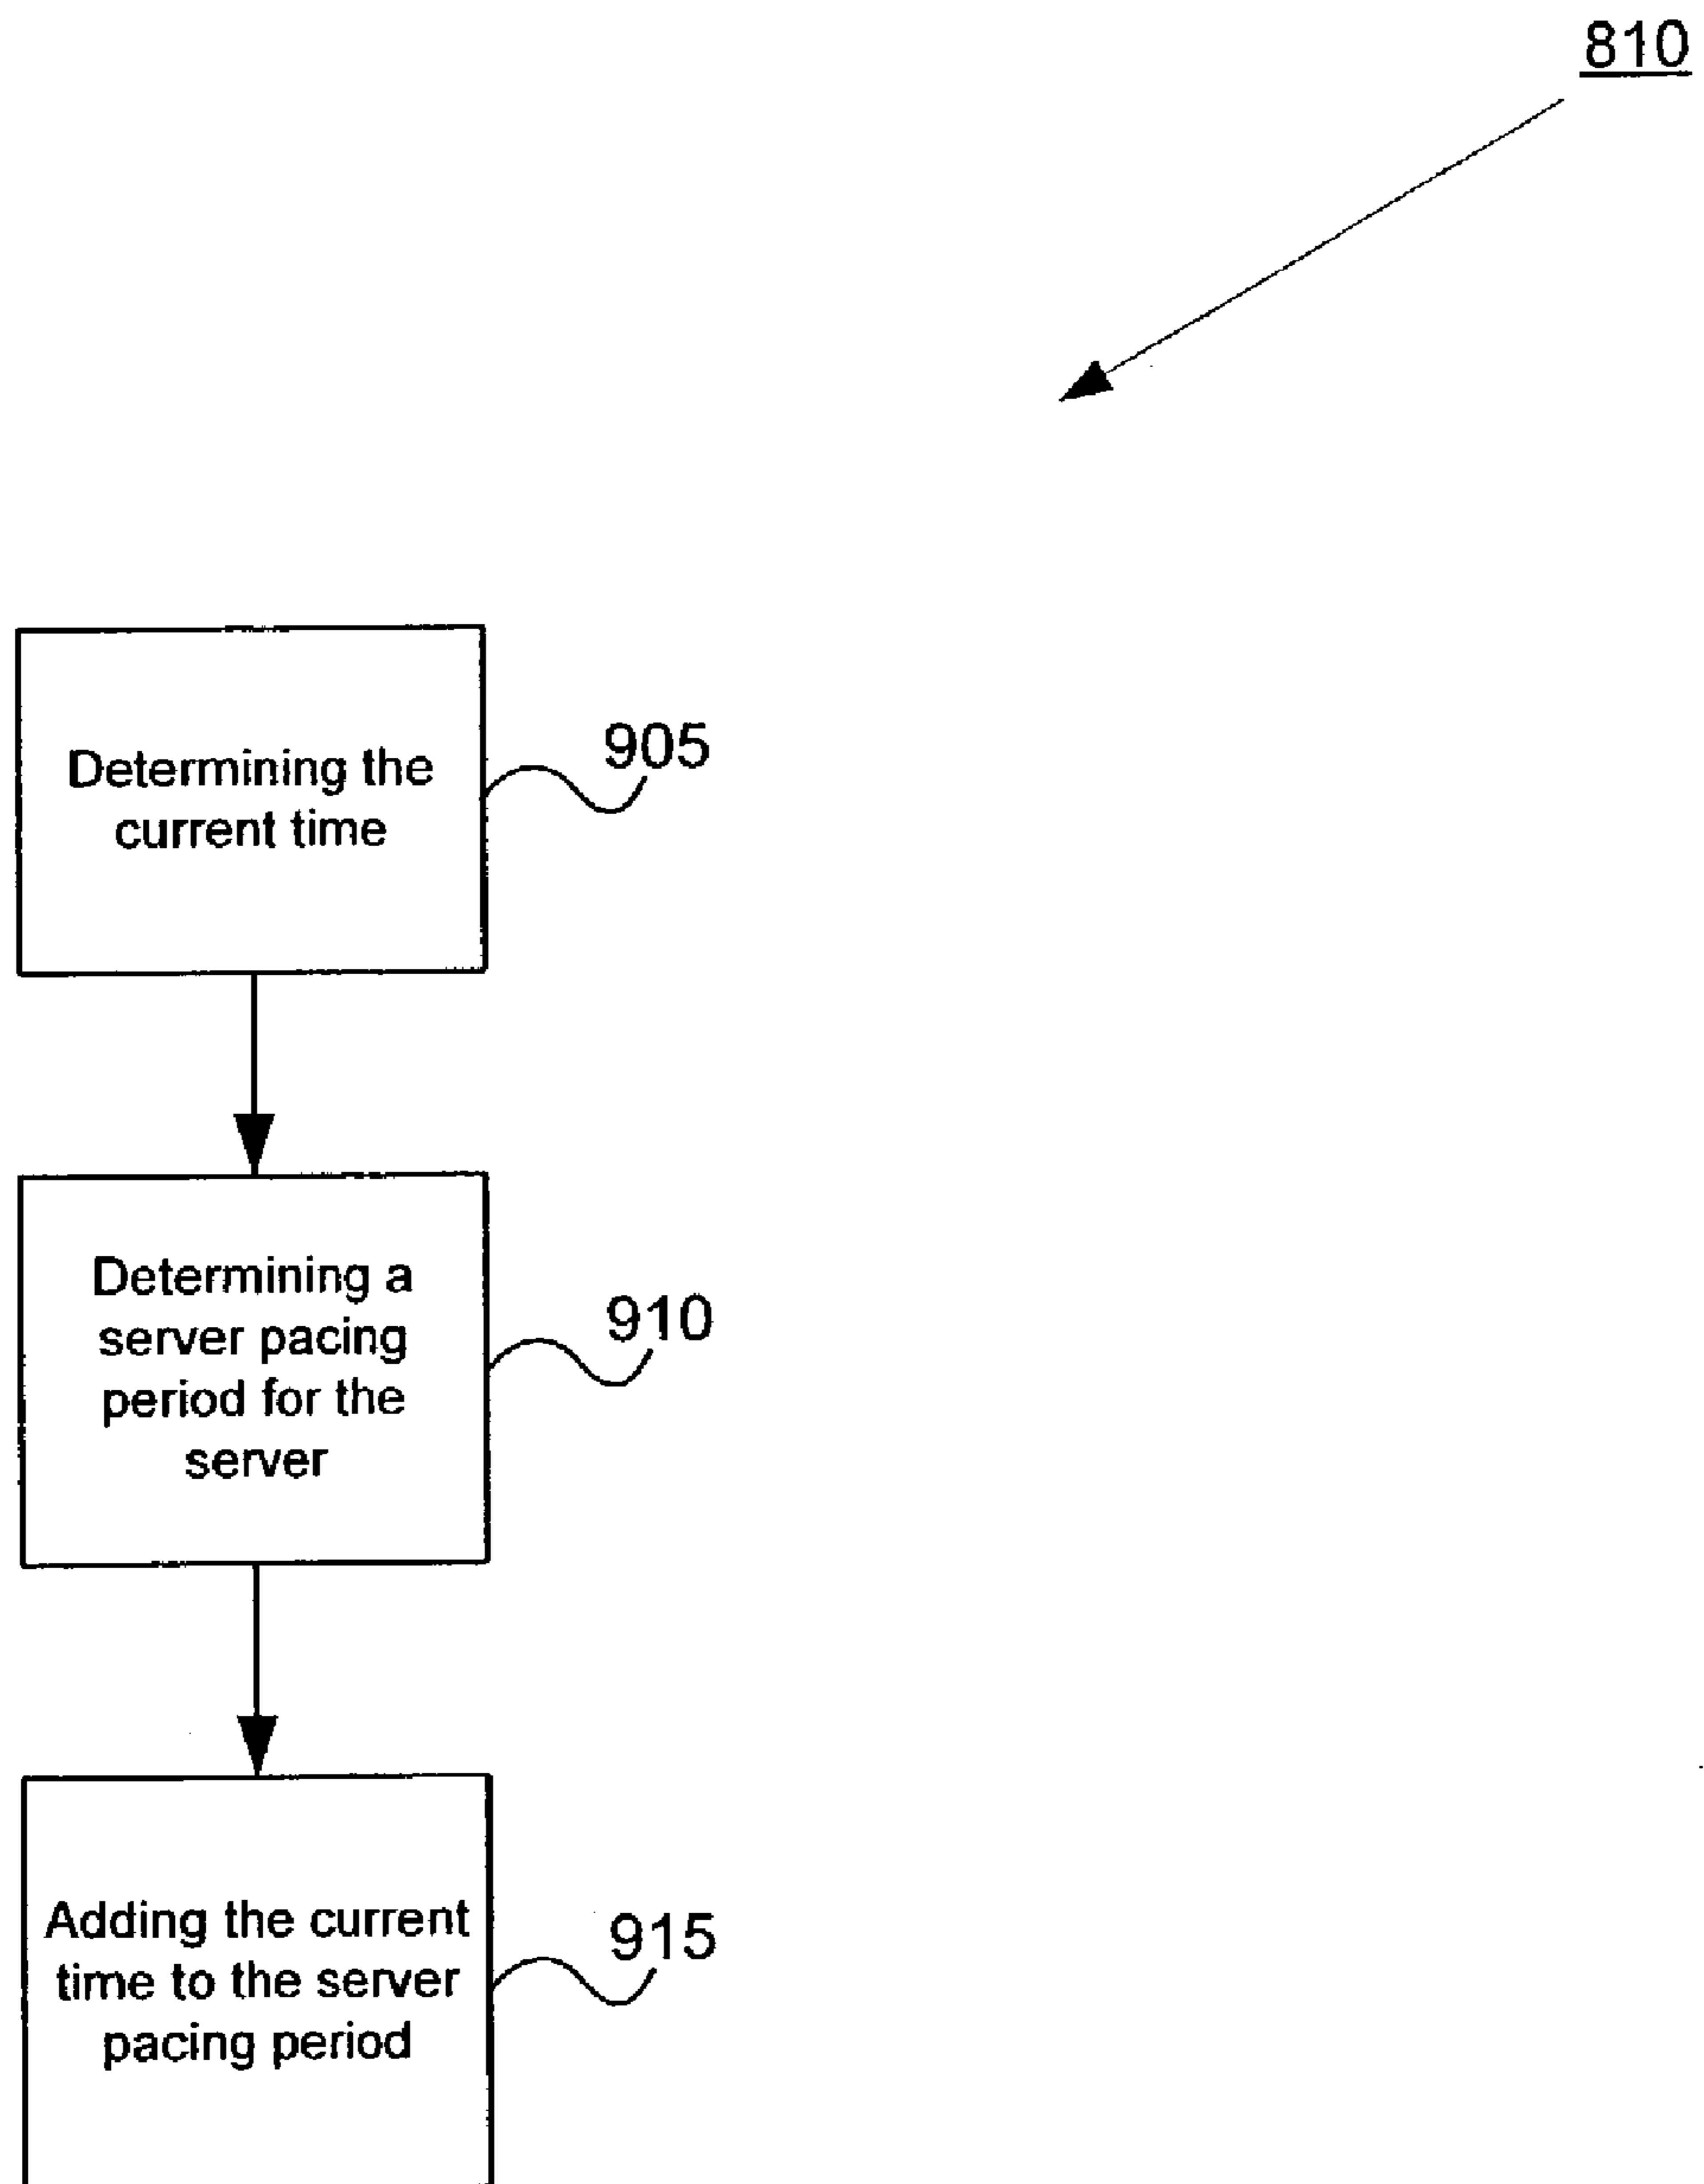 810
Determining the
current time
905
Determining a
server pacing
period for the
server
910
Adding the current
time to the server
pacing period
915